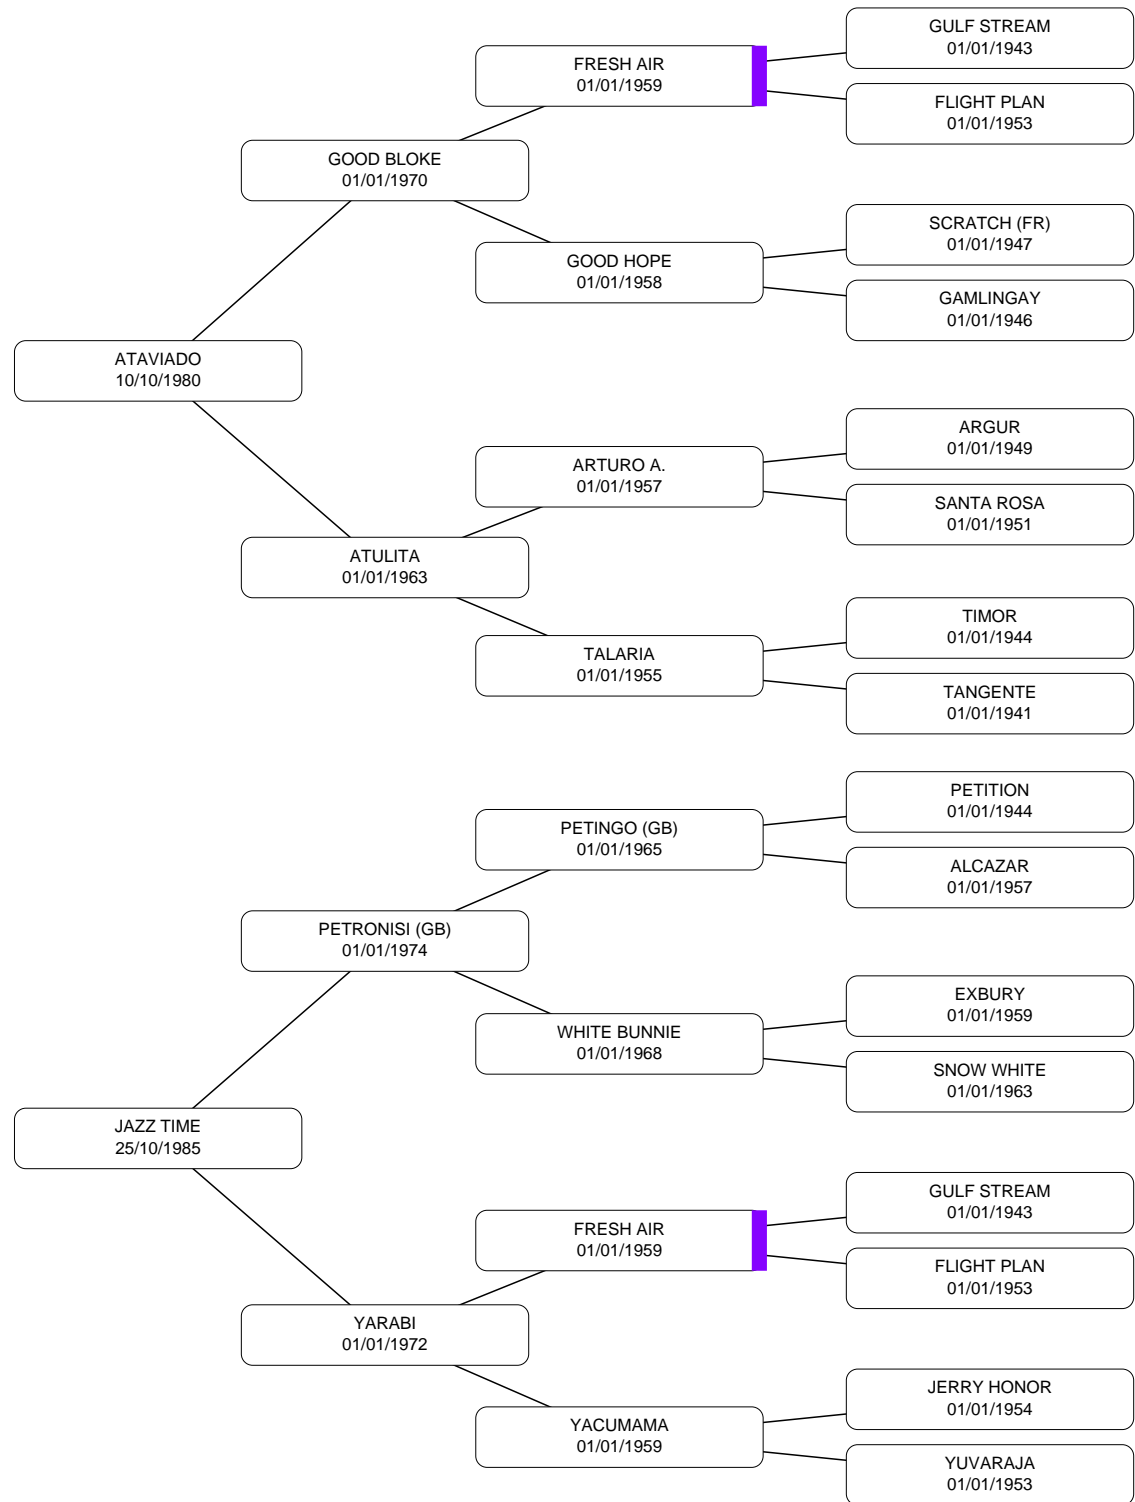 GULF STREAM
01/01/1943
FRESH AIR
01/01/1959
FLIGHT PLAN
01/01/1953
GOOD BLOKE
01/01/1970
SCRATCH (FR)
01/01/1947
GOOD HOPE
01/01/1958
GAMLINGAY
01/01/1946
ATAVIADO
10/10/1980
ARGUR
01/01/1949
ARTURO A.
01/01/1957
SANTA ROSA
01/01/1951
ATULITA
01/01/1963
TIMOR
01/01/1944
TALARIA
01/01/1955
TANGENTE
01/01/1941
PETITION
01/01/1944
PETINGO (GB)
01/01/1965
ALCAZAR
01/01/1957
PETRONISI (GB)
01/01/1974
EXBURY
01/01/1959
WHITE BUNNIE
01/01/1968
SNOW WHITE
01/01/1963
JAZZ TIME
25/10/1985
GULF STREAM
01/01/1943
FRESH AIR
01/01/1959
FLIGHT PLAN
01/01/1953
YARABI
01/01/1972
JERRY HONOR
01/01/1954
YACUMAMA
01/01/1959
YUVARAJA
01/01/1953